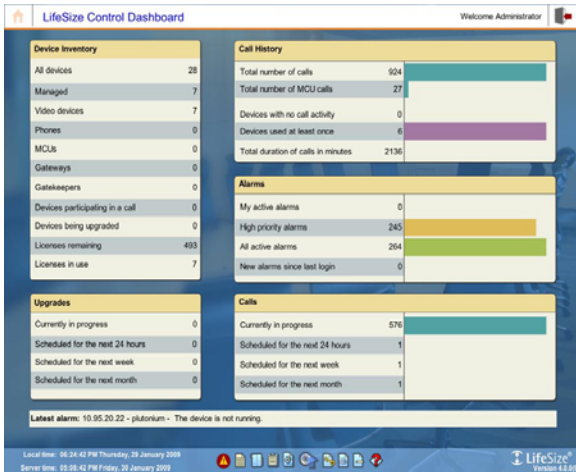 LifeSize Control Dashboard
Welcome Administrator
Device Inventory
All devices 28
Managed 7
Video devices 7
Phones 0
MCUs 0
Gateways 0
Gatekeepers 0
Devices participating in a call 0
Devices being upgraded 0
Licenses remaining 493
Licenses in use 7
Call History
Total number of calls 924
Total number of MCU calls 27
Devices with no call activity 0
Devices used at least once 6
Total duration of calls in minutes 2136
Alarms
My active alarms 0
High priority alarms 245
All active alarms 264
New alarms since last login 0
Upgrades
Currently in progress 0
Scheduled for the next 24 hours 0
Scheduled for the next week 0
Scheduled for the next month 0
Calls
Currently in progress 576
Scheduled for the next 24 hours 1
Scheduled for the next week 1
Scheduled for the next month 1
Latest alarm: 10.95.20.22 - plutonium - The device is not running.
Local time: 06:24:42 PM Thursday, 29 January 2009
Server time: 05:08:42 PM Friday, 30 January 2009
LifeSize®